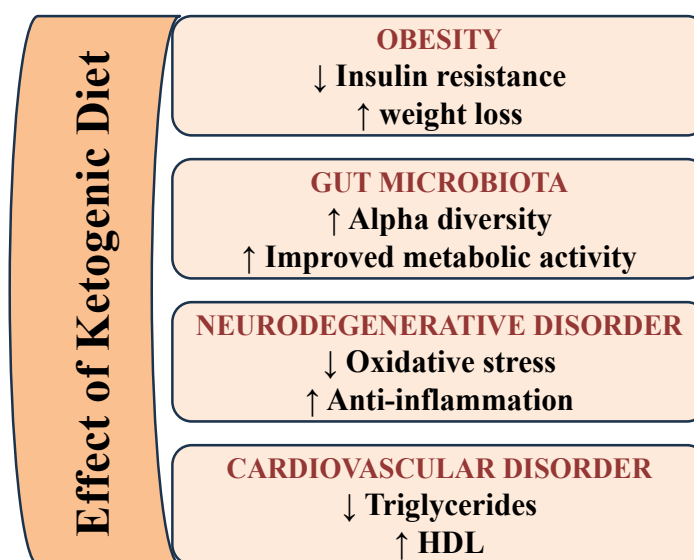 Effect of Ketogenic Diet
OBESITY
↓ Insulin resistance
↑ weight loss
GUT MICROBIOTA
↑ Alpha diversity
↑ Improved metabolic activity
NEURODEGENERATIVE DISORDER
↓ Oxidative stress
↑ Anti-inflammation
CARDIOVASCULAR DISORDER
↓ Triglycerides
↑ HDL